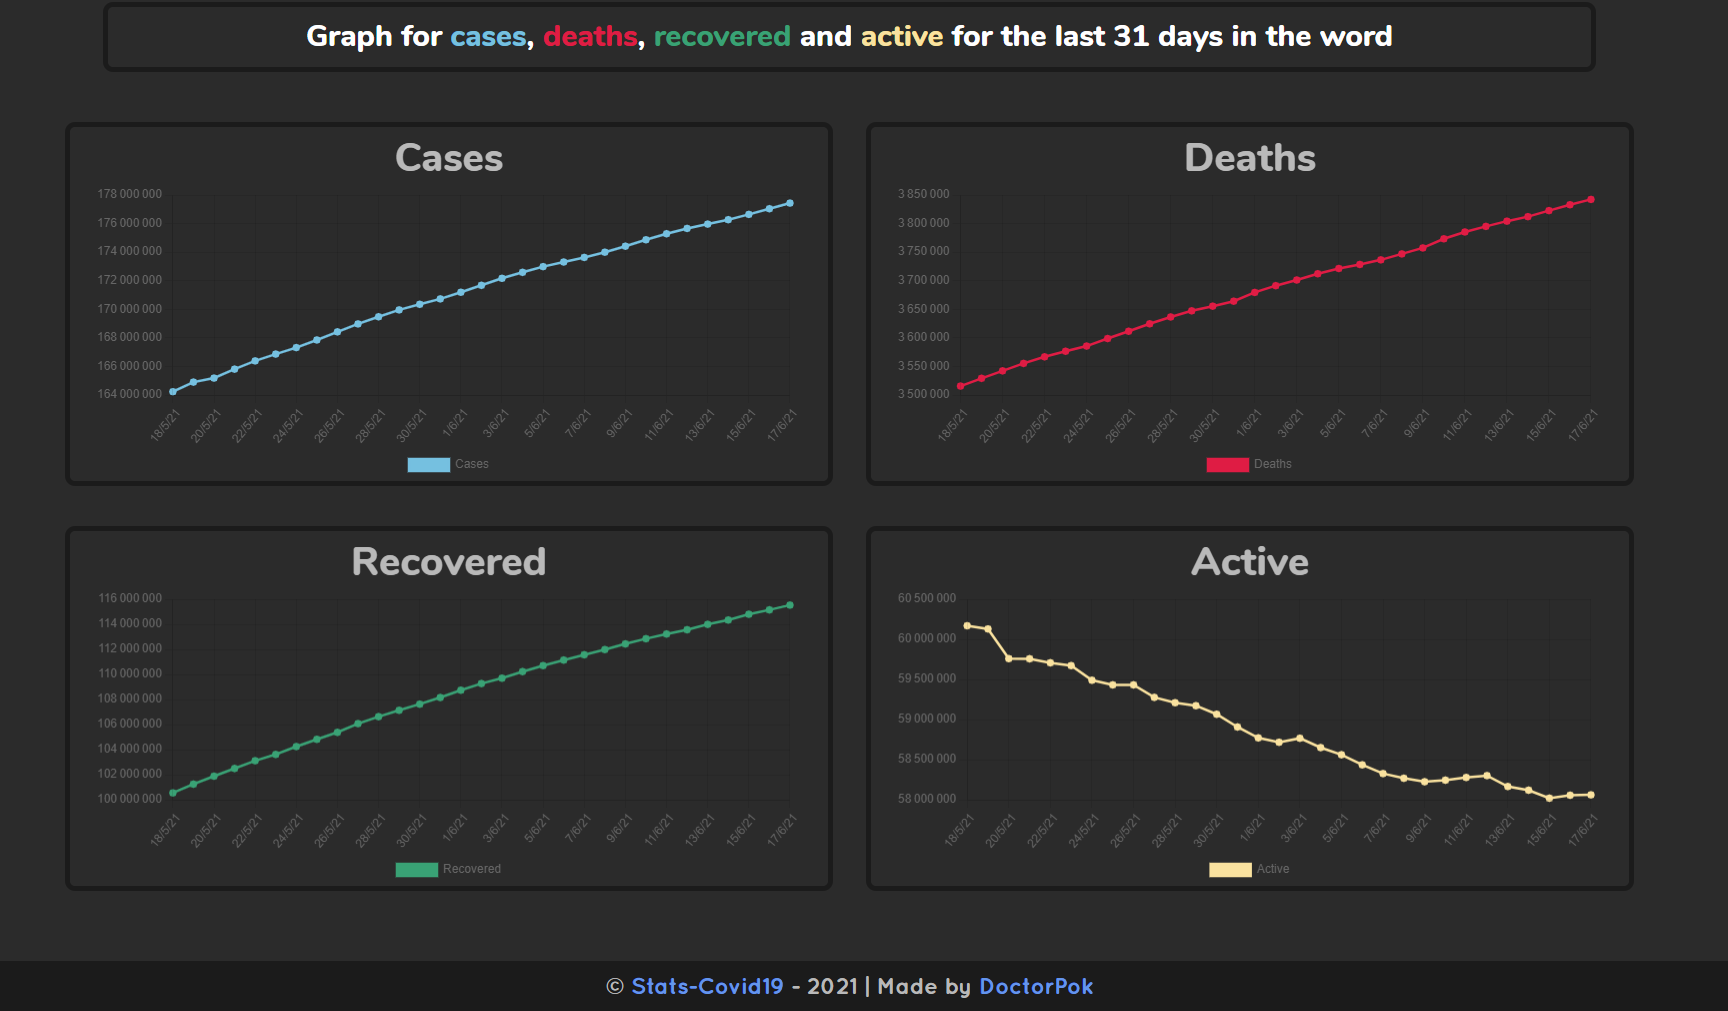 Graph for cases, deaths, recovered and active for the last 31 days in the word
Cases
178 000 000
176 000 000
174 000 000
172 000 000
170 000 000
168 000 000
166 000 000
164 000 000
18/5/21 20/5/21 22/5/21 24/5/21 26/5/21 28/5/21 30/5/21 1/6/21 3/6/21 5/6/21 7/6/21 9/6/21 11/6/21 13/6/21 15/6/21 17/6/21
Cases
Deaths
3 850 000
3 800 000
3 750 000
3 700 000
3 650 000
3 600 000
3 550 000
3 500 000
18/5/21 20/5/21 22/5/21 24/5/21 26/5/21 28/5/21 30/5/21 1/6/21 3/6/21 5/6/21 7/6/21 9/6/21 11/6/21 13/6/21 15/6/21 17/6/21
Deaths
Recovered
116 000 000
114 000 000
112 000 000
110 000 000
108 000 000
106 000 000
104 000 000
102 000 000
100 000 000
18/5/21 20/5/21 22/5/21 24/5/21 26/5/21 28/5/21 30/5/21 1/6/21 3/6/21 5/6/21 7/6/21 9/6/21 11/6/21 13/6/21 15/6/21 17/6/21
Recovered
Active
60 500 000
60 000 000
59 500 000
59 000 000
58 500 000
58 000 000
18/5/21 20/5/21 22/5/21 24/5/21 26/5/21 28/5/21 30/5/21 1/6/21 3/6/21 5/6/21 7/6/21 9/6/21 11/6/21 13/6/21 15/6/21 17/6/21
Active
© Stats-Covid19 - 2021 | Made by DoctorPok